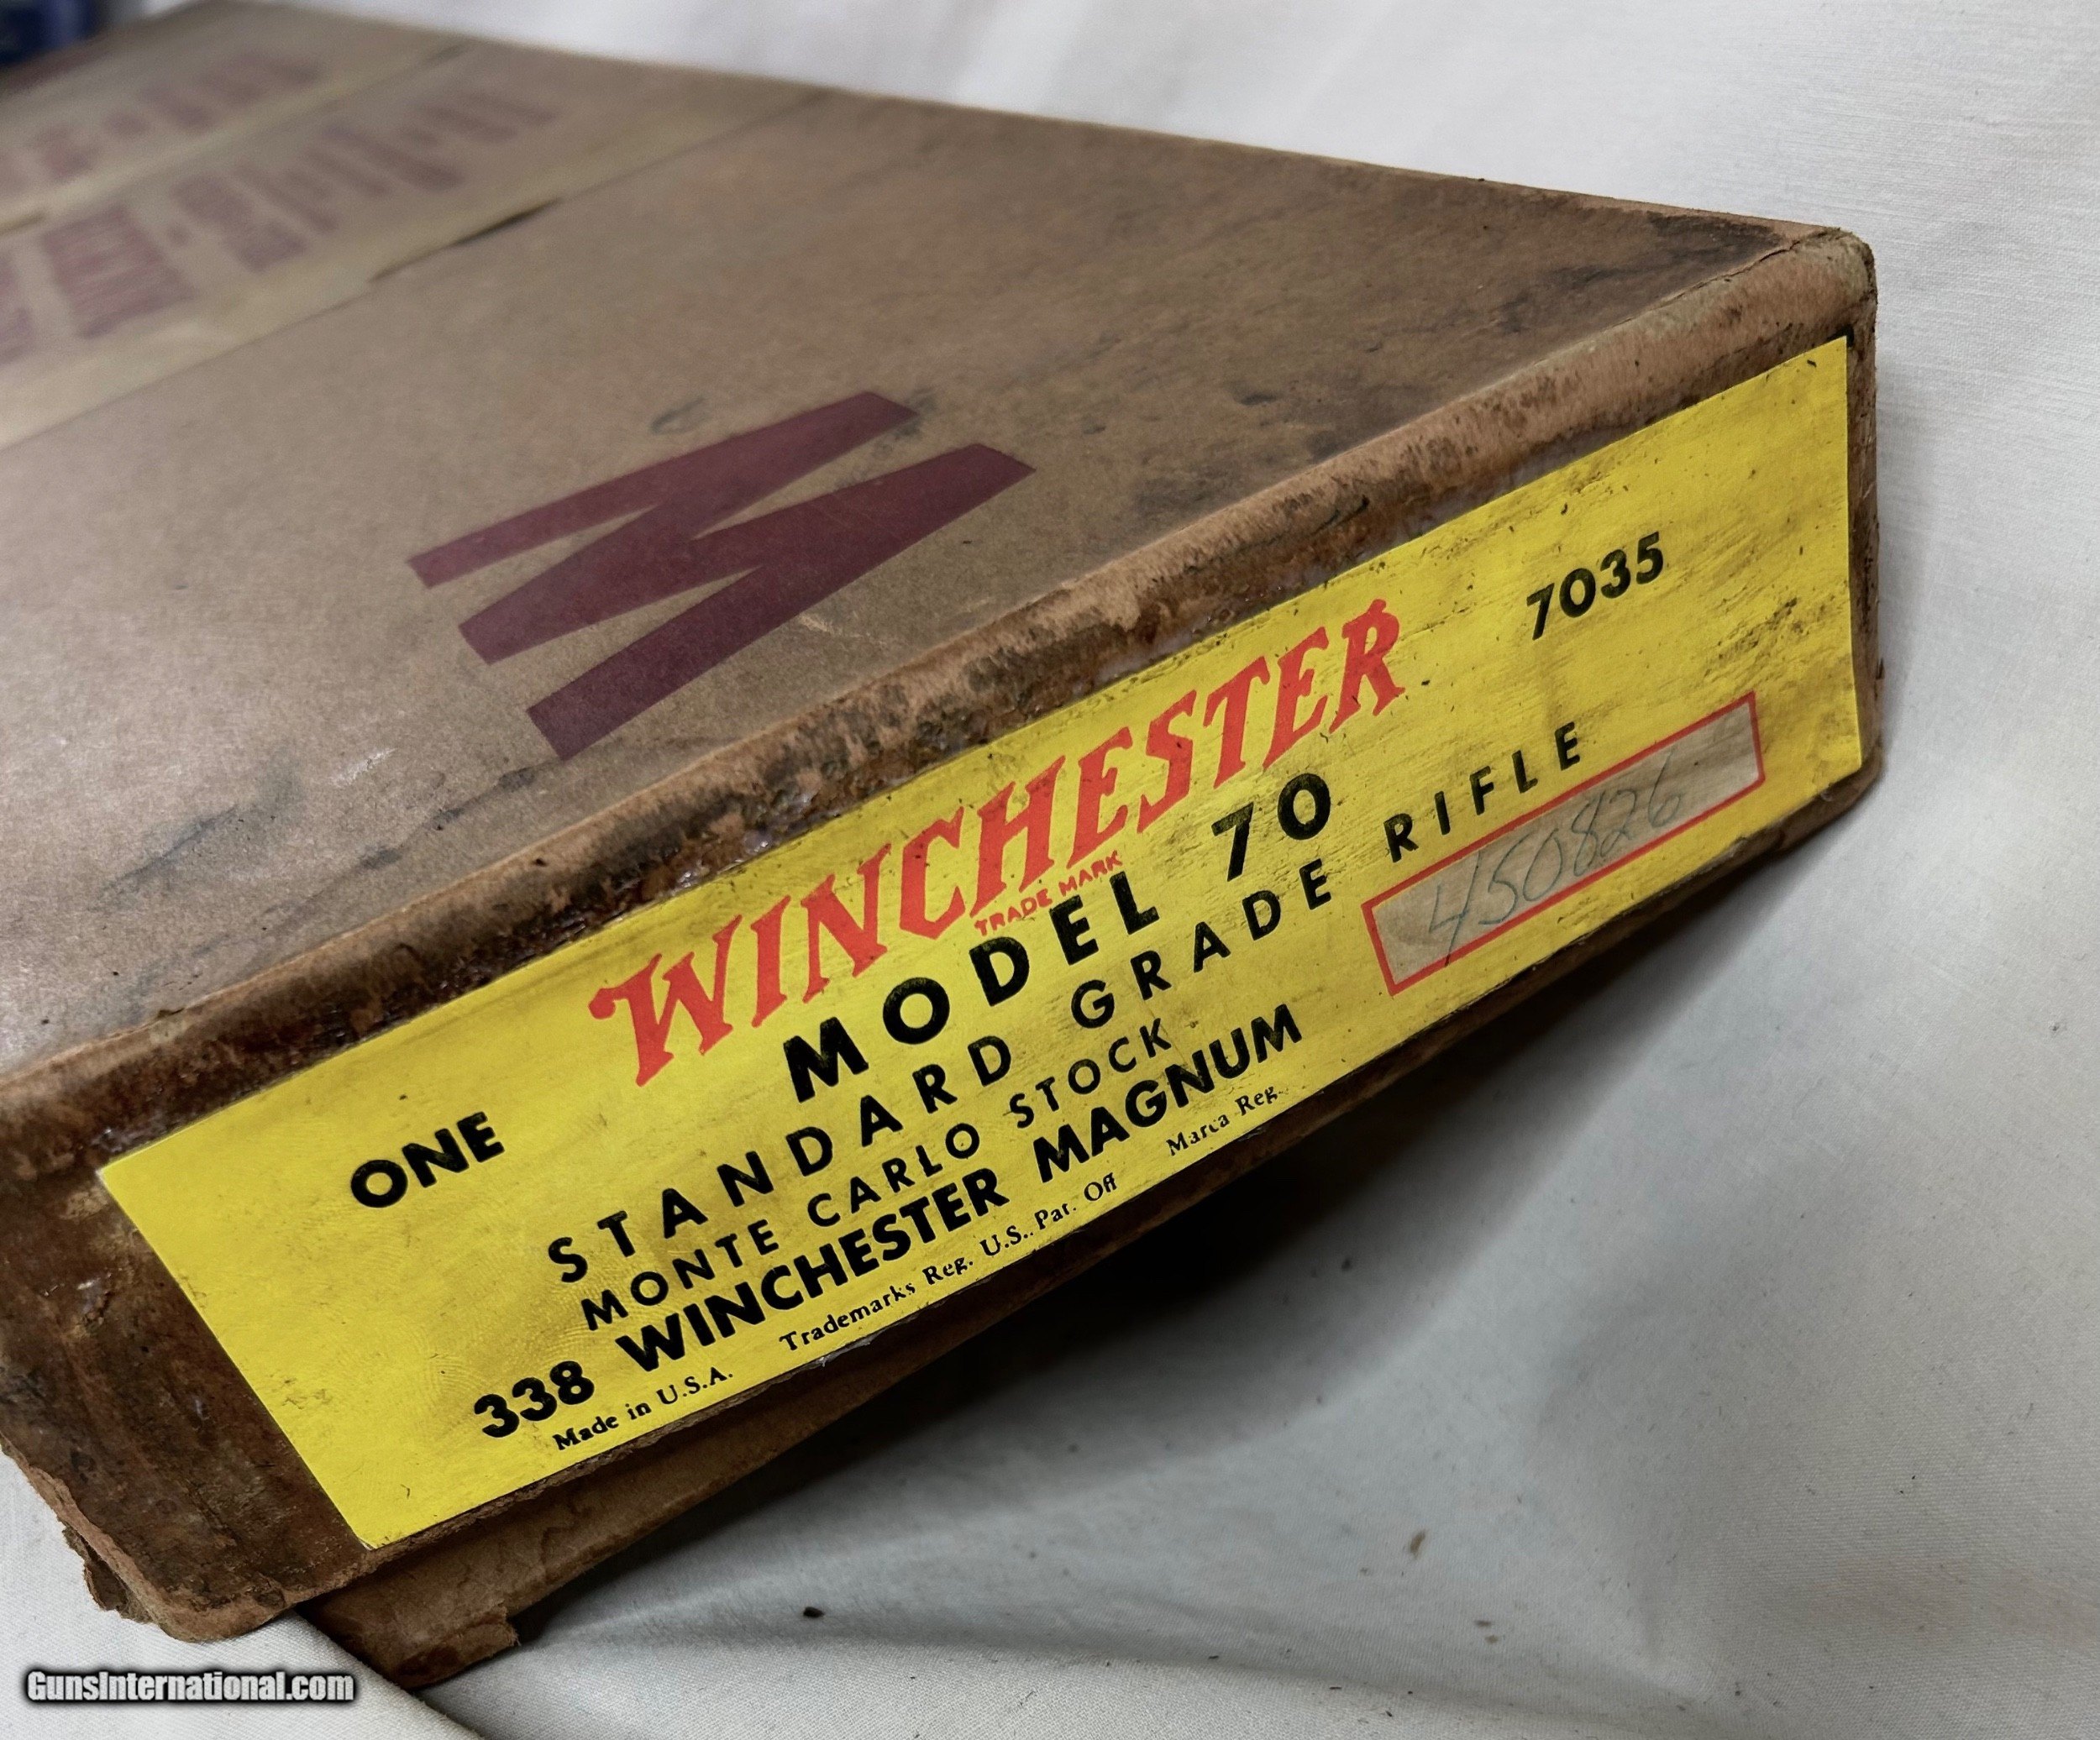 W
WINCHESTER
TRADE MARK
7035
ONE
MODEL 70
STANDARD GRADE RIFLE
MONTE CARLO STOCK
450826
338 WINCHESTER MAGNUM
Made in U.S.A. Trademarks Reg. U.S.. Pat. Off Marca Reg.
GunsInternational.com